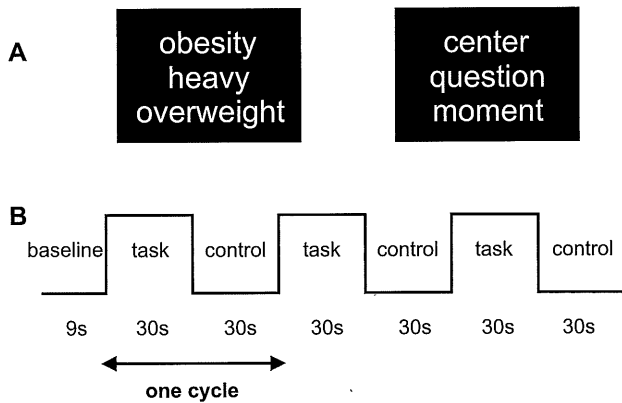 A
obesity
heavy
overweight
center
question
moment
B
baseline task control task control task control
9s 30s 30s 30s 30s 30s 30s
one cycle